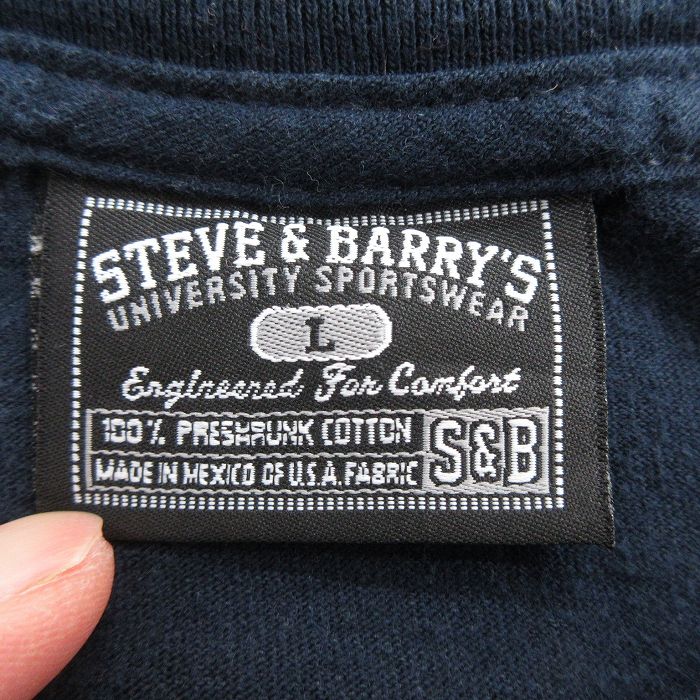 STEVE & BARRY'S
UNIVERSITY SPORTSWEAR
L
Engineered For Comfort
100% PRESHRUNK COTTON
MADE IN MEXICO OF U.S.A. FABRIC
S&B